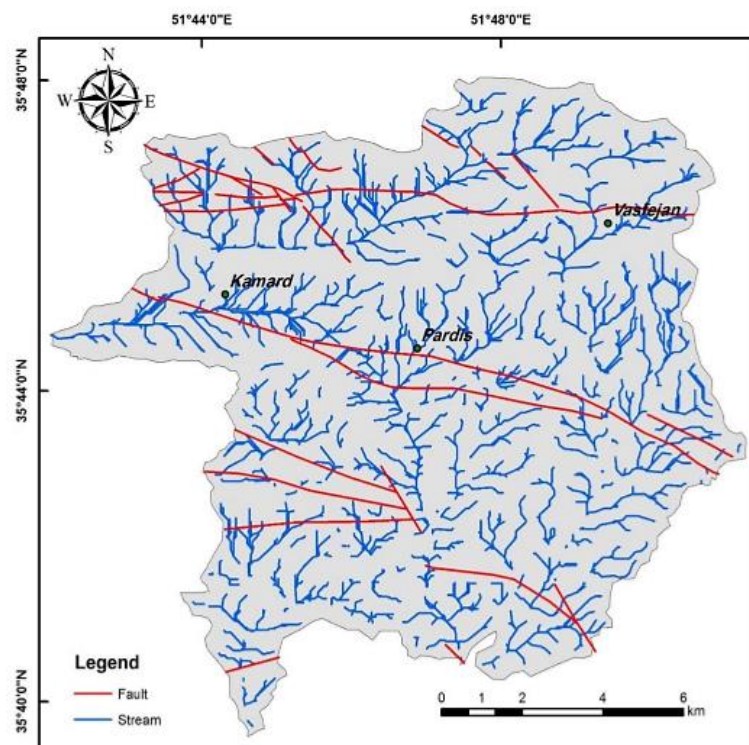 51°44'0"E 51°48'0"E
35°48'0"N
N
W E
S
Vasfejan
Kamard
Pardis
35°44'0"N
Legend
Fault
Stream
35°40'0"N
0 1 2 4 6
km